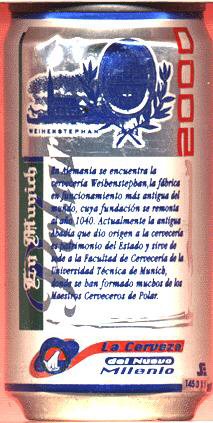 2000
WEIHENSTEPHAN
En Munich
En Alemania se encuentra la
cervecería Weihenstephan, la fábrica
en funcionamiento más antigua del
mundo, cuya fundación se remonta
al año 1040. Actualmente la antigua
Abadía que dio origen a la cervecería
es patrimonio del Estado y sirve de
sede a la Facultad de Cervecería de la
Universidad Técnica de Munich,
donde se han formado muchos de los
Maestros Cerveceros de Polar.
La Cerveza
del Nuevo
Milenio